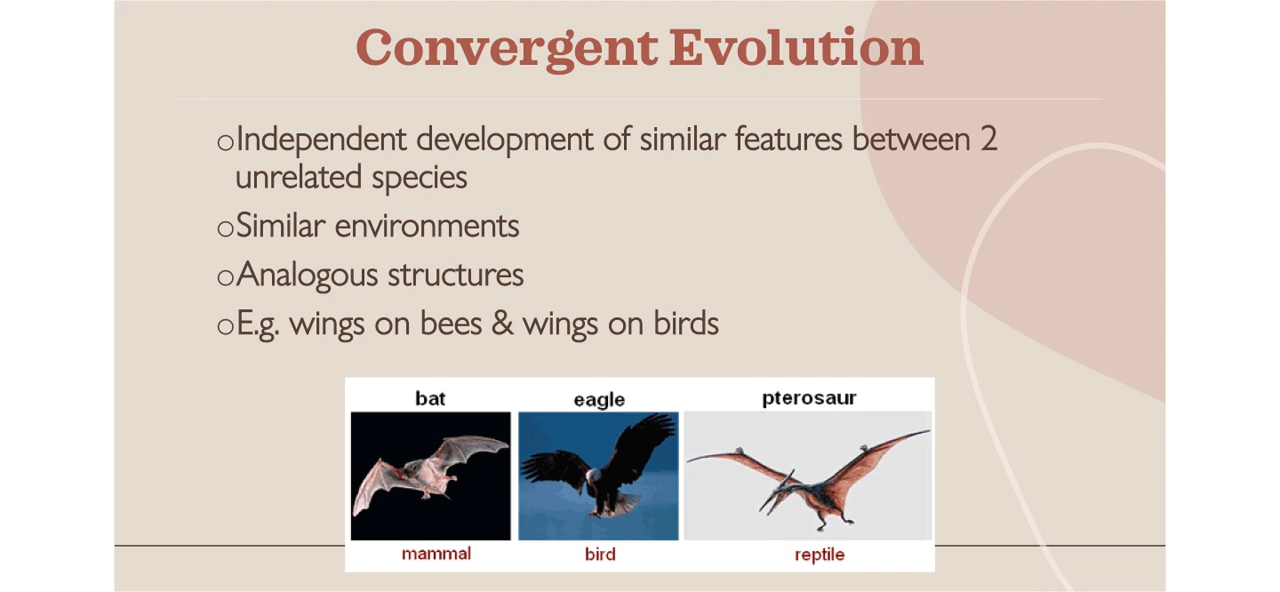 Convergent Evolution
oIndependent development of similar features between 2
unrelated species
oSimilar environments
oAnalogous structures
oE.g. wings on bees & wings on birds
bat eagle pterosaur
mammal bird reptile